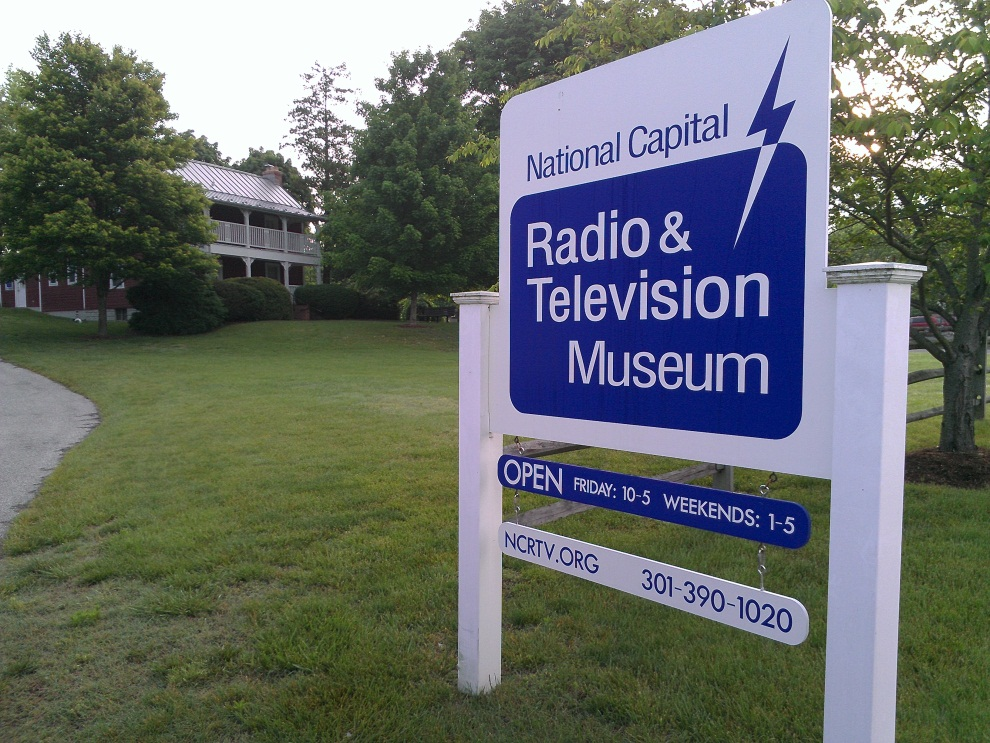 National Capital
Radio &
Television
Museum
OPEN FRIDAY: 10-5 WEEKENDS: 1-5
NCRTV.ORG 301-390-1020